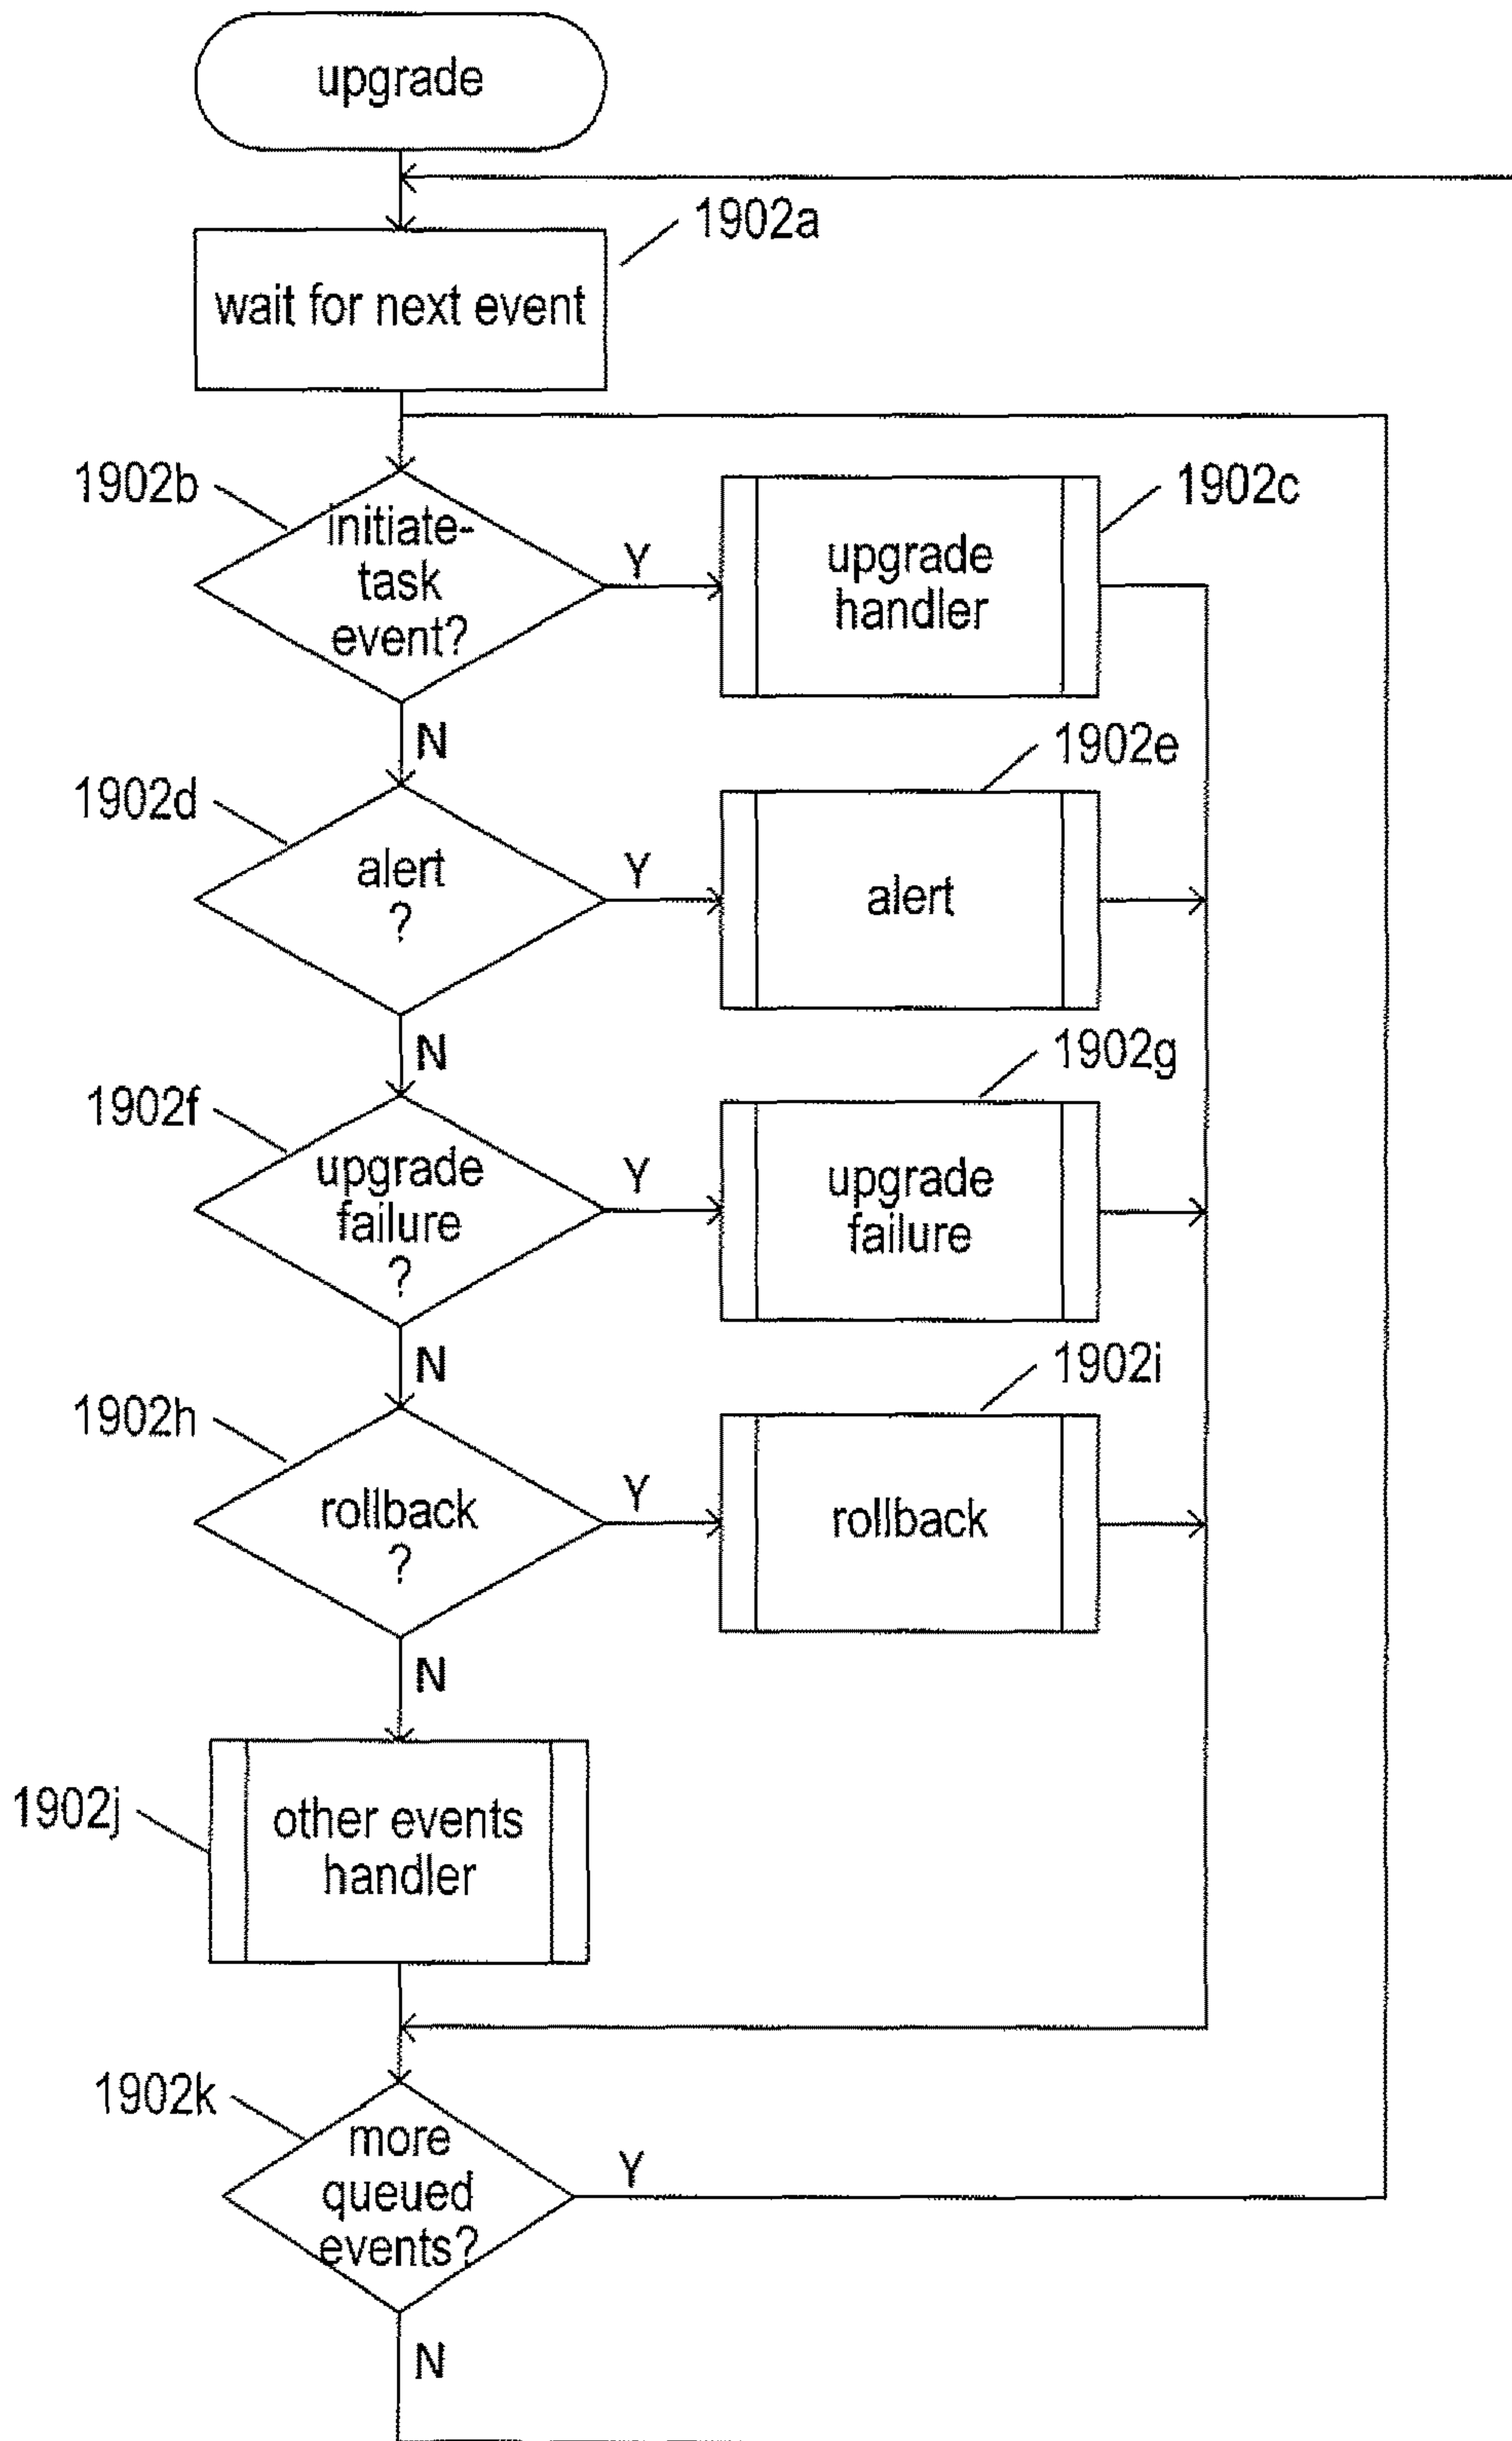 upgrade
1902a
wait for next event
1902b
initiate-
task
event?
Y
1902c
upgrade
handler
N
1902d
alert
?
Y
1902e
alert
N
1902f
upgrade
failure
?
Y
1902g
upgrade
failure
N
1902h
rollback
?
Y
1902i
rollback
N
1902j
other events
handler
1902k
more
queued
events?
Y
N